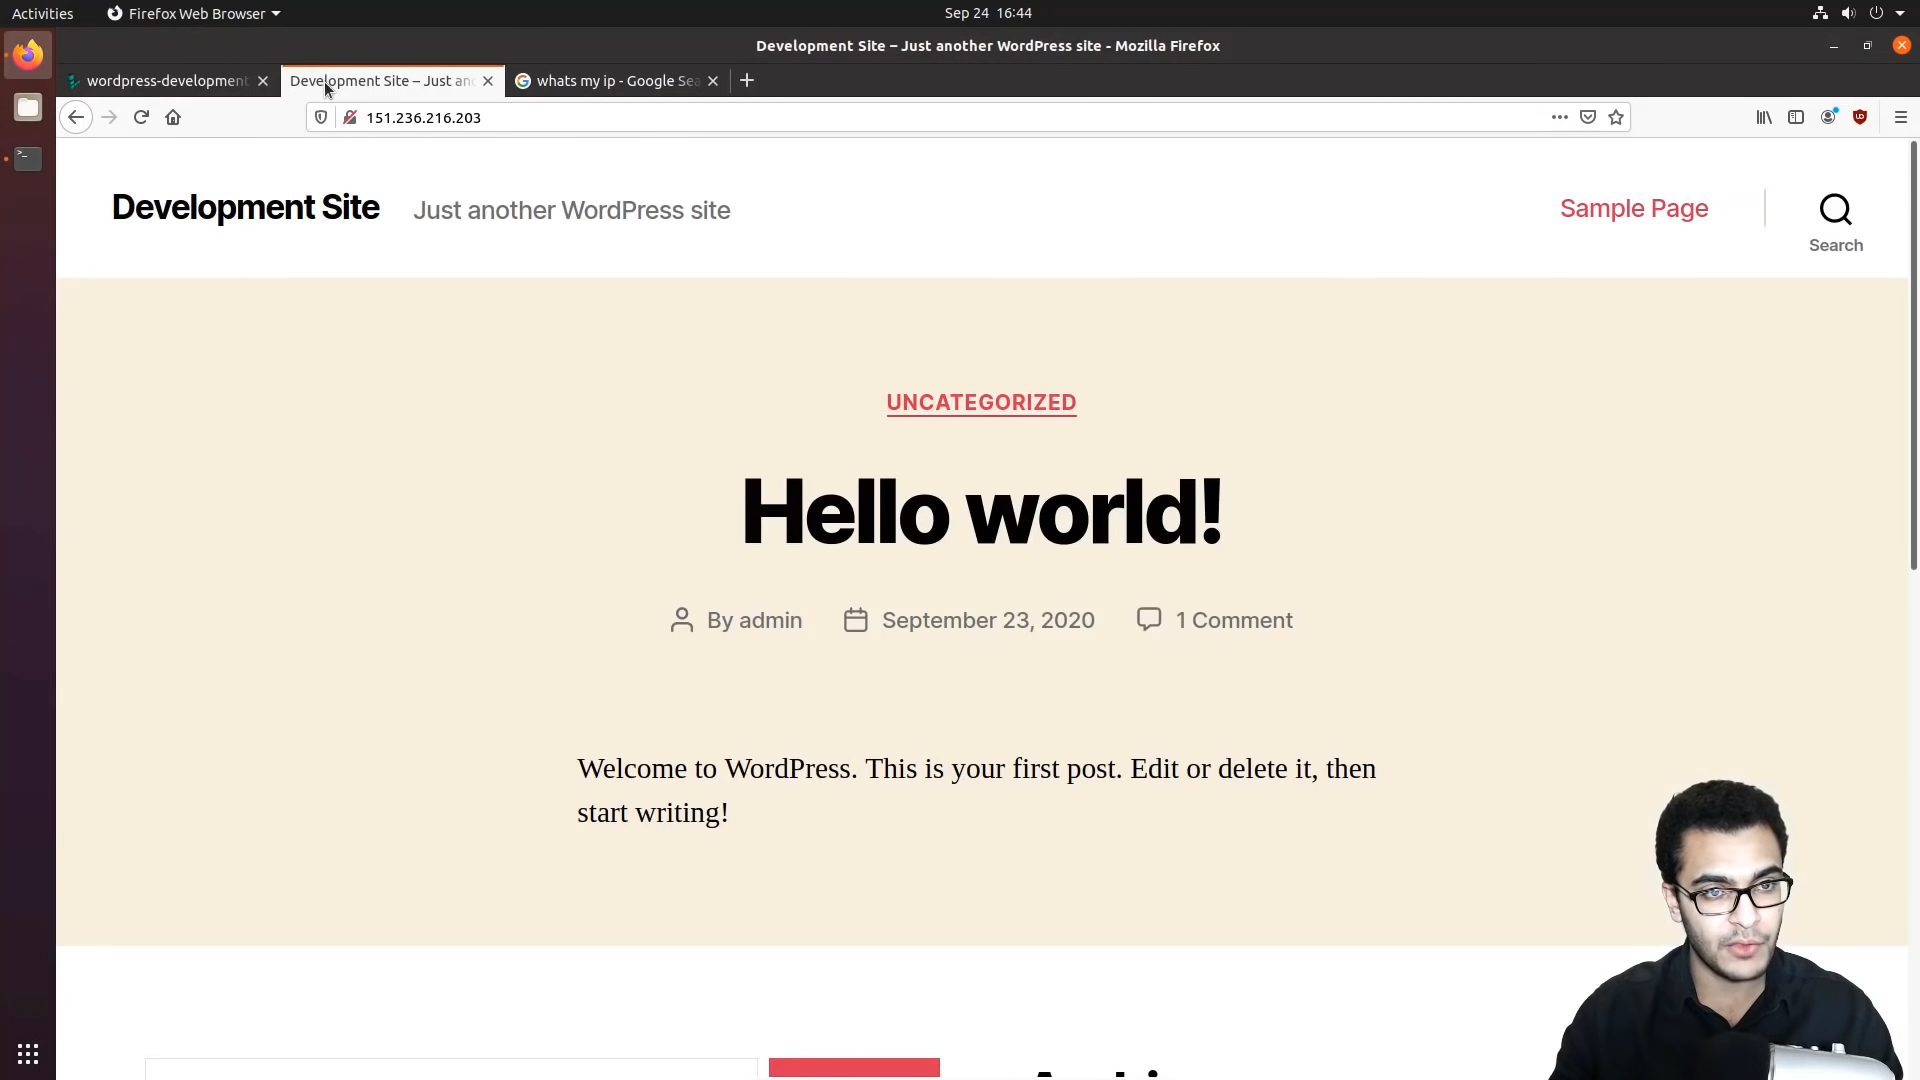 Activities
Firefox Web Browser
Sep 24 16:44
Development Site – Just another WordPress site - Mozilla Firefox
wordpress-development
Development Site – Just an
whats my ip - Google Sea
151.236.216.203
Development Site
Just another WordPress site
Sample Page
Search
UNCATEGORIZED
Hello world!
By admin
September 23, 2020
1 Comment
Welcome to WordPress. This is your first post. Edit or delete it, then
start writing!